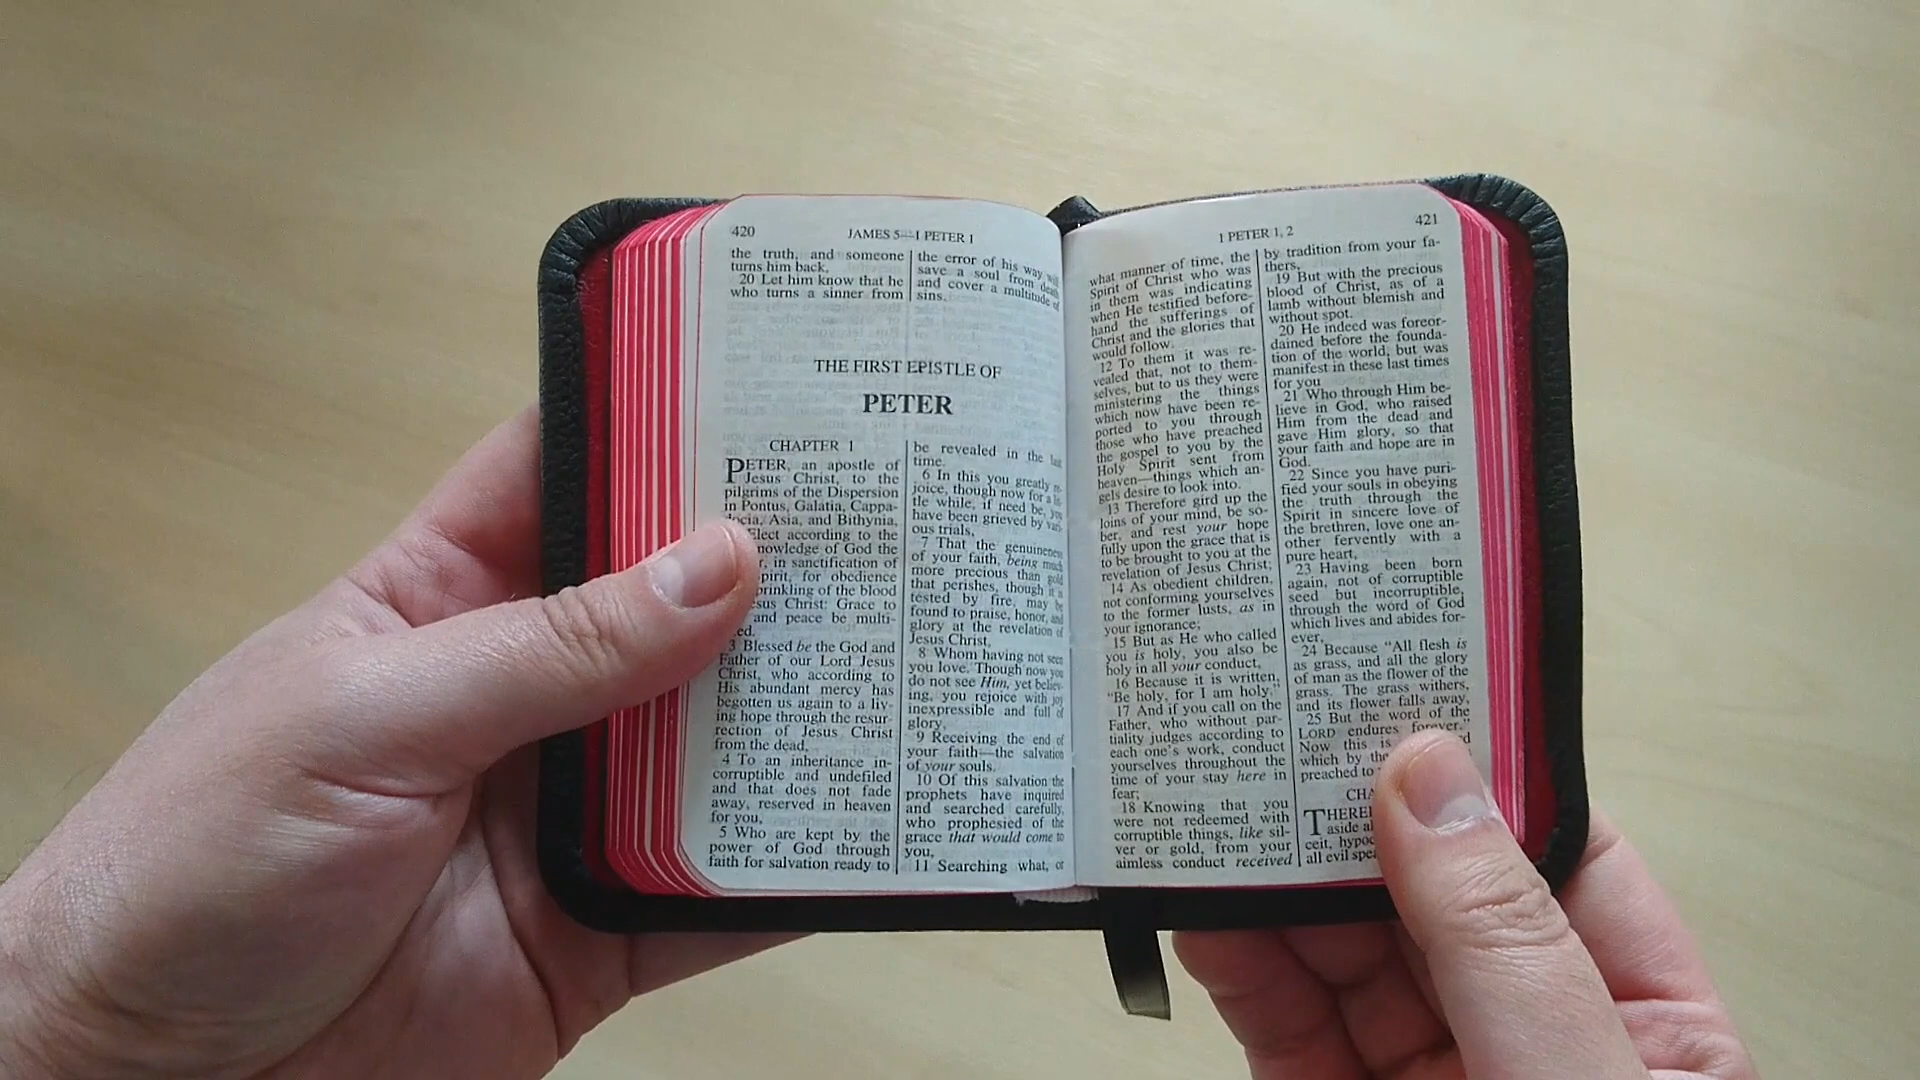 420
JAMES 5—1 PETER 1
the truth, and someone
turns him back,
20 Let him know that he
who turns a sinner from
the error of his way will
save a soul from death
and cover a multitude of
sins.
THE FIRST EPISTLE OF
PETER
CHAPTER 1
PETER, an apostle of
Jesus Christ, to the
pilgrims of the Dispersion
in Pontus, Galatia, Cappa-
docia, Asia, and Bithynia,
Elect according to the
nowledge of God the
in sanctification of
pirit, for obedience
prinkling of the blood
esus Christ: Grace to
and peace be multi-
ed.
3 Blessed be the God and
Father of our Lord Jesus
Christ, who according to
His abundant mercy has
begotten us again to a liv-
ing hope through the resur-
rection of Jesus Christ
from the dead,
4 To an inheritance in-
corruptible and undefiled
and that does not fade
away, reserved in heaven
for you,
5 Who are kept by the
power of God through
faith for salvation ready to
be revealed in the last
time.
6 In this you greatly re-
joice, though now for a lit-
tle while, if need be, you
have been grieved by vari-
ous trials,
7 That the genuineness
of your faith, being much
more precious than gold
that perishes, though it is
tested by fire, may be
found to praise, honor, and
glory at the revelation of
Jesus Christ,
8 Whom having not seen
you love. Though now you
do not see Him, yet believ-
ing, you rejoice with joy
inexpressible and full of
glory,
9 Receiving the end of
your faith—the salvation
of your souls.
10 Of this salvation the
prophets have inquired
and searched carefully,
who prophesied of the
grace that would come to
you,
11 Searching what, or
1 PETER 1, 2
421
what manner of time, the
Spirit of Christ who was
in them was indicating
when He testified before-
hand the sufferings of
Christ and the glories that
would follow.
12 To them it was re-
vealed that, not to them-
selves, but to us they were
ministering the things
which now have been re-
ported to you through
those who have preached
the gospel to you by the
Holy Spirit sent from
heaven—things which an-
gels desire to look into.
13 Therefore gird up the
loins of your mind, be so-
ber, and rest your hope
fully upon the grace that is
to be brought to you at the
revelation of Jesus Christ;
14 As obedient children,
not conforming yourselves
to the former lusts, as in
your ignorance;
15 But as He who called
you is holy, you also be
holy in all your conduct,
16 Because it is written,
“Be holy, for I am holy.”
17 And if you call on the
Father, who without par-
tiality judges according to
each one's work, conduct
yourselves throughout the
time of your stay here in
fear;
18 Knowing that you
were not redeemed with
corruptible things, like sil-
ver or gold, from your
aimless conduct received
by tradition from your fa-
thers,
19 But with the precious
blood of Christ, as of a
lamb without blemish and
without spot.
20 He indeed was foreor-
dained before the founda-
tion of the world, but was
manifest in these last times
for you
21 Who through Him be-
lieve in God, who raised
Him from the dead and
gave Him glory, so that
your faith and hope are in
God.
22 Since you have puri-
fied your souls in obeying
the truth through the
Spirit in sincere love of
the brethren, love one an-
other fervently with a
pure heart,
23 Having been born
again, not of corruptible
seed but incorruptible,
through the word of God
which lives and abides for-
ever,
24 Because “All flesh is
as grass, and all the glory
of man as the flower of the
grass. The grass withers,
and its flower falls away,
25 But the word of the
LORD endures forever.”
Now this is
which by the
preached to
CHA
THERE
aside al
ceit, hypoc
all evil spea